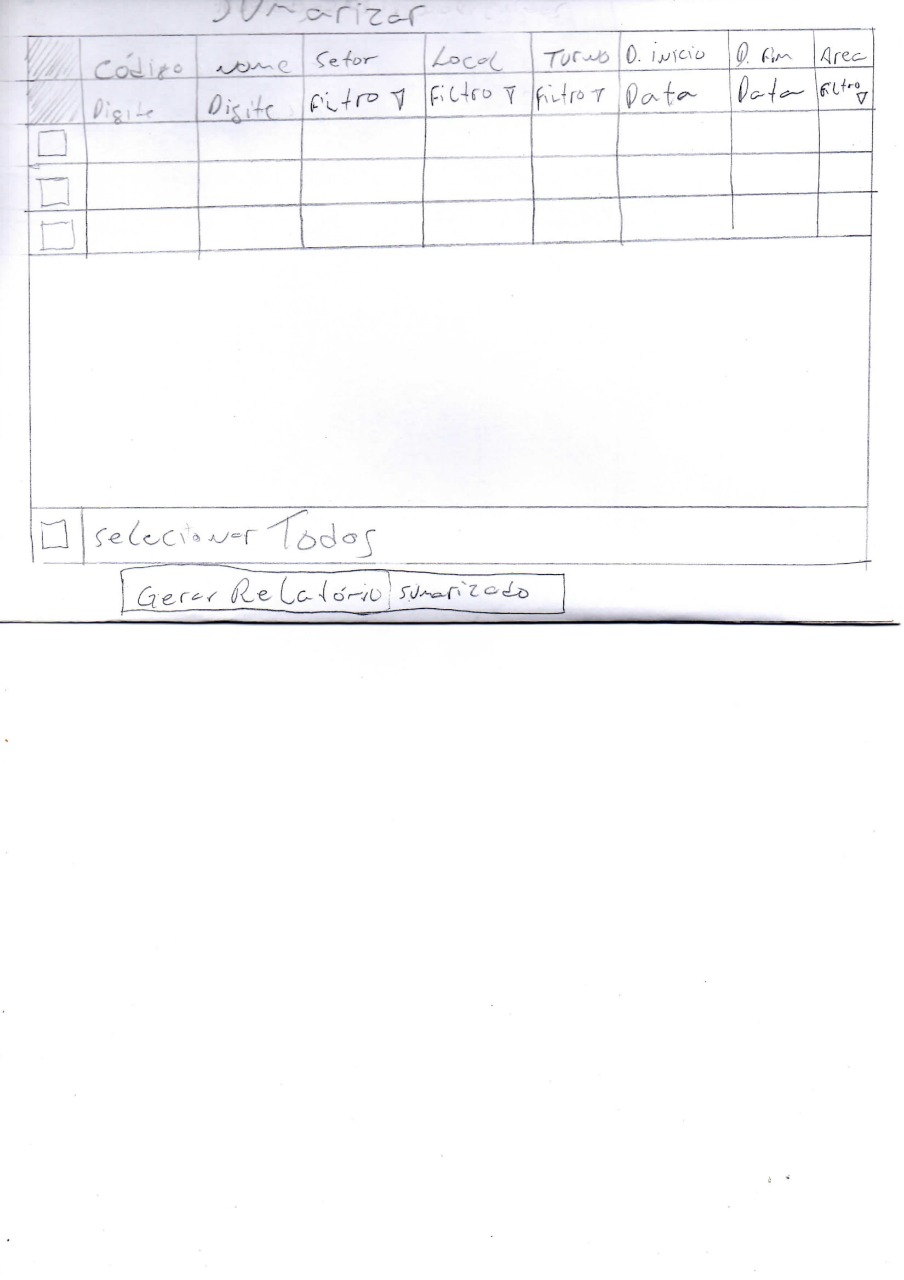 Sumarizar
Código Nome Setor Local Turno D. início D. fim Area
Digite Digite Filtro ▽ Filtro ▽ Filtro ▽ Data Data Filtro ▽
Selecionar Todos
Gerar Relatório Sumarizado